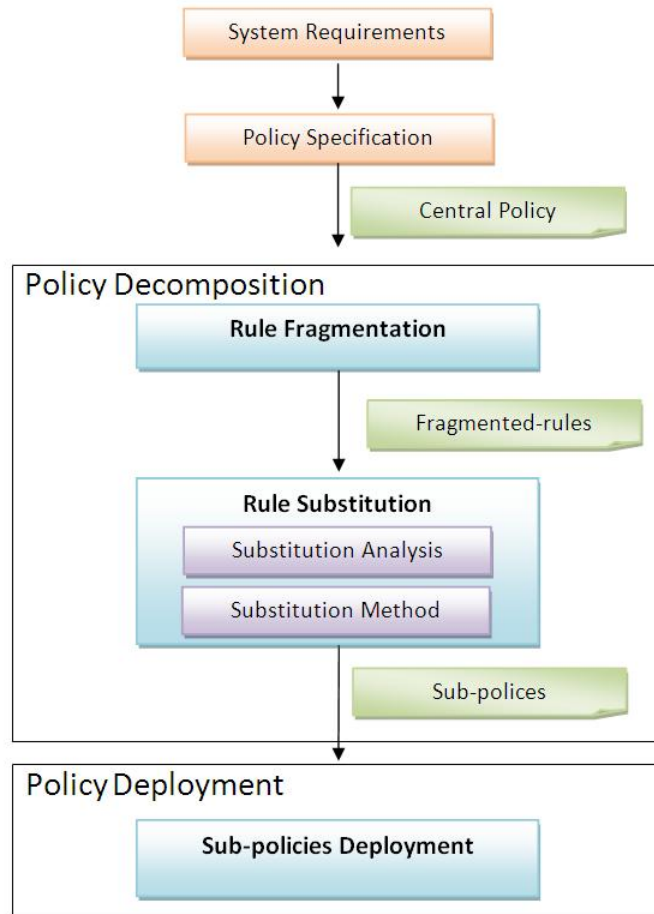 System Requirements
Policy Specification
Central Policy
Policy Decomposition
Rule Fragmentation
Fragmented-rules
Rule Substitution
Substitution Analysis
Substitution Method
Sub-polices
Policy Deployment
Sub-policies Deployment